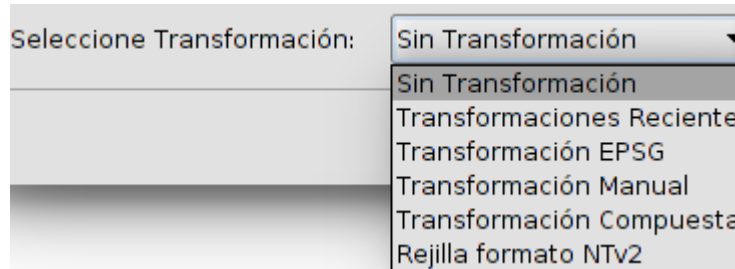 Seleccione Transformación: Sin Transformación
Sin Transformación
Transformaciones Reciente
Transformación EPSG
Transformación Manual
Transformación Compuesta
Rejilla formato NTv2